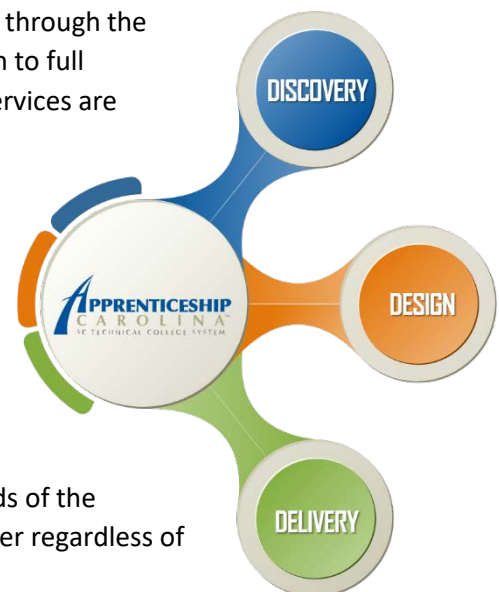 through the
n to full
ervices are
DISCOVERY
DESIGN
APPRENTICESHIP
CAROLINA™
SC TECHNICAL COLLEGE SYSTEM
DELIVERY
ds of the
er regardless of